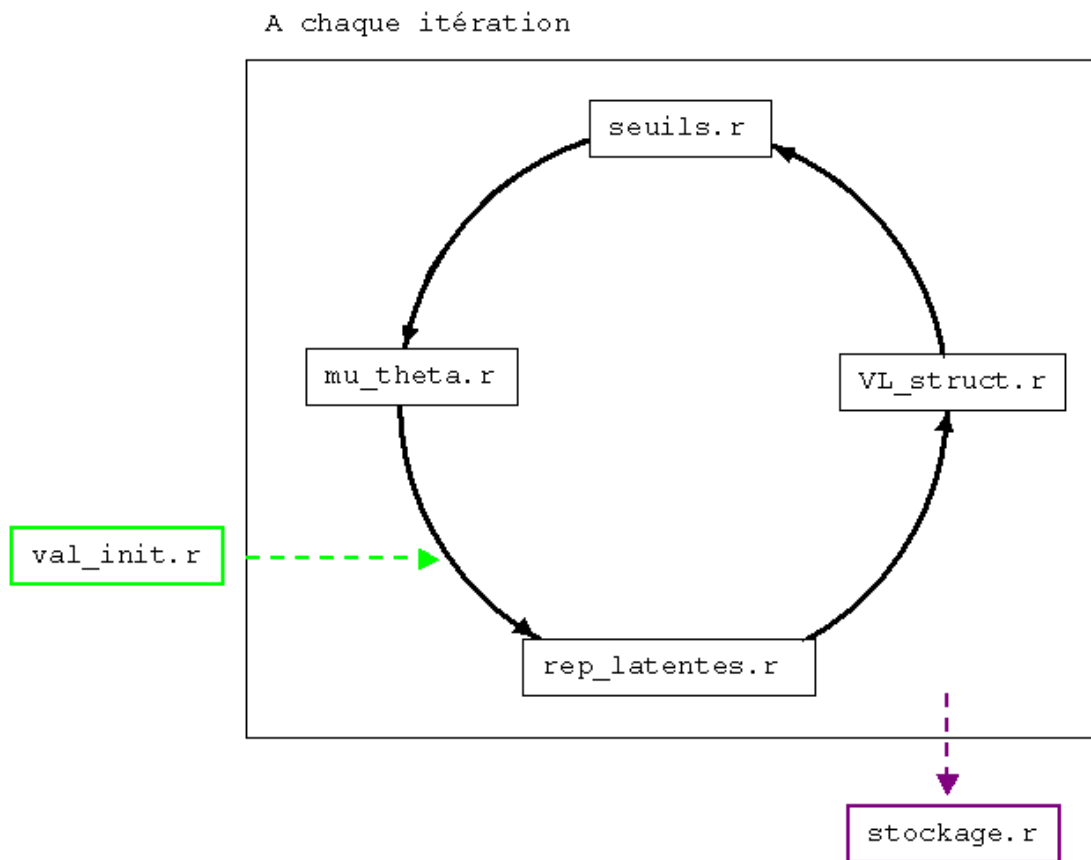 A chaque itération
seuils.r
mu_theta.r
VL_struct.r
val_init.r
rep_latentes.r
stockage.r